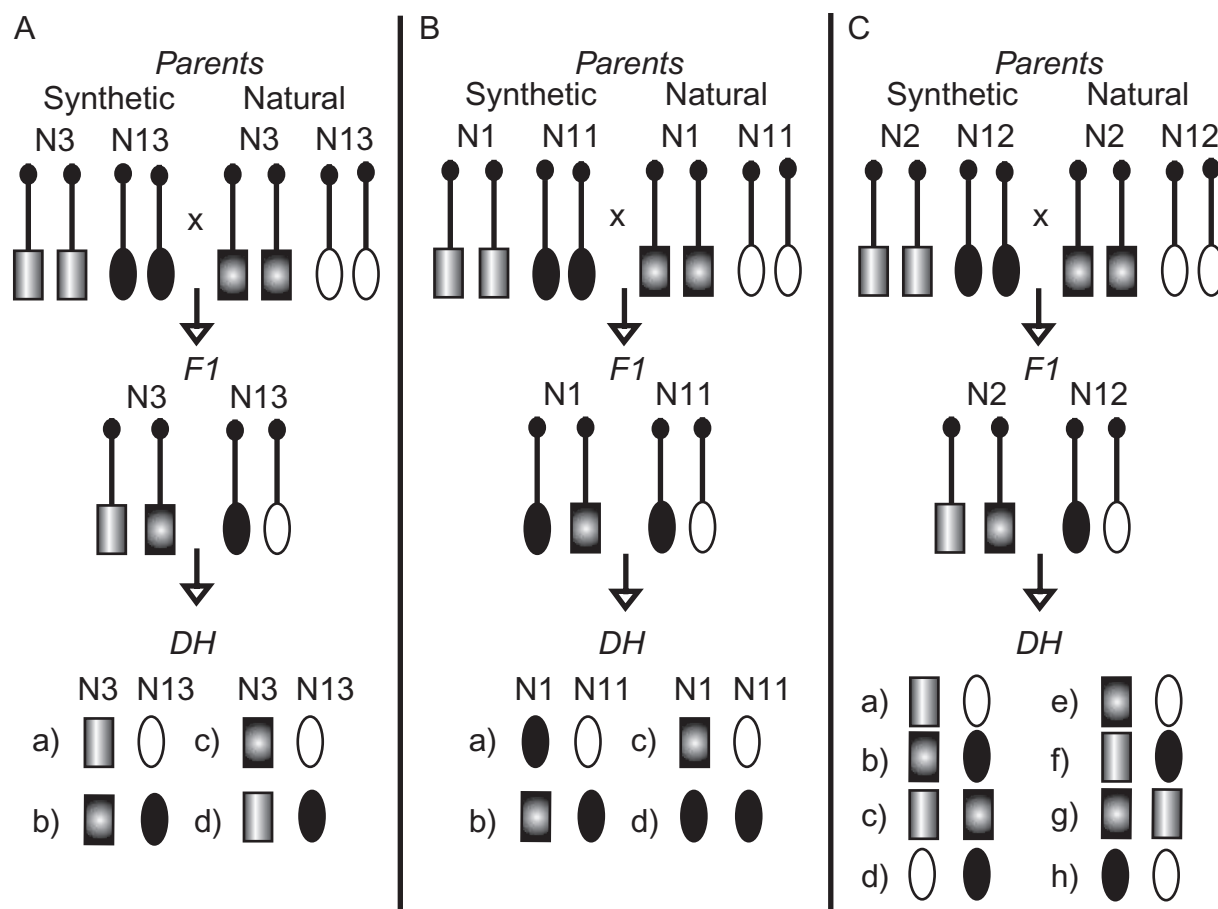 A
Parents
Synthetic Natural
N3 N13 N3 N13
x
F1
N3 N13
DH
N3 N13 N3 N13
a) c)
b) d)
B
Parents
Synthetic Natural
N1 N11 N1 N11
x
F1
N1 N11
DH
N1 N11 N1 N11
a) c)
b) d)
C
Parents
Synthetic Natural
N2 N12 N2 N12
x
F1
N2 N12
DH
a) e)
b) f)
c) g)
d) h)